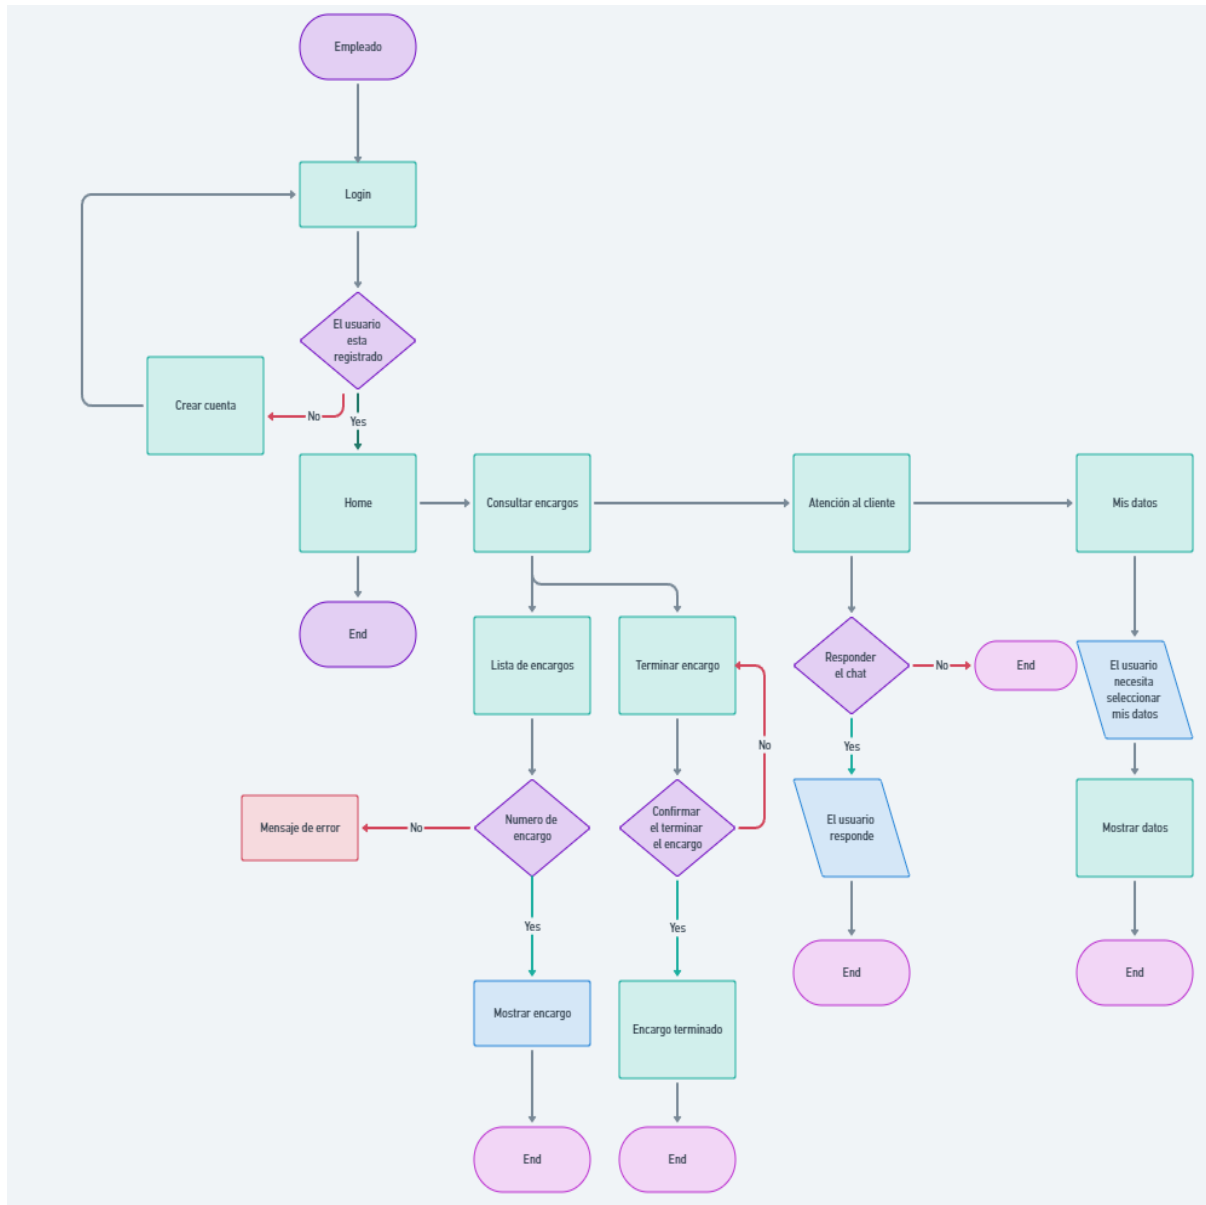 Empleado
Login
El usuario
esta
registrado
Crear cuenta
No
Yes
Home
Consultar encargos
Atención al cliente
Mis datos
End
Lista de encargos
Terminar encargo
Responder
el chat
No
End
El usuario
necesita
seleccionar
mis datos
No
Yes
Mensaje de error
No
Numero de
encargo
Confirmar
el terminar
el encargo
El usuario
responde
Mostrar datos
Yes
Yes
End
End
Mostrar encargo
Encargo terminado
End
End